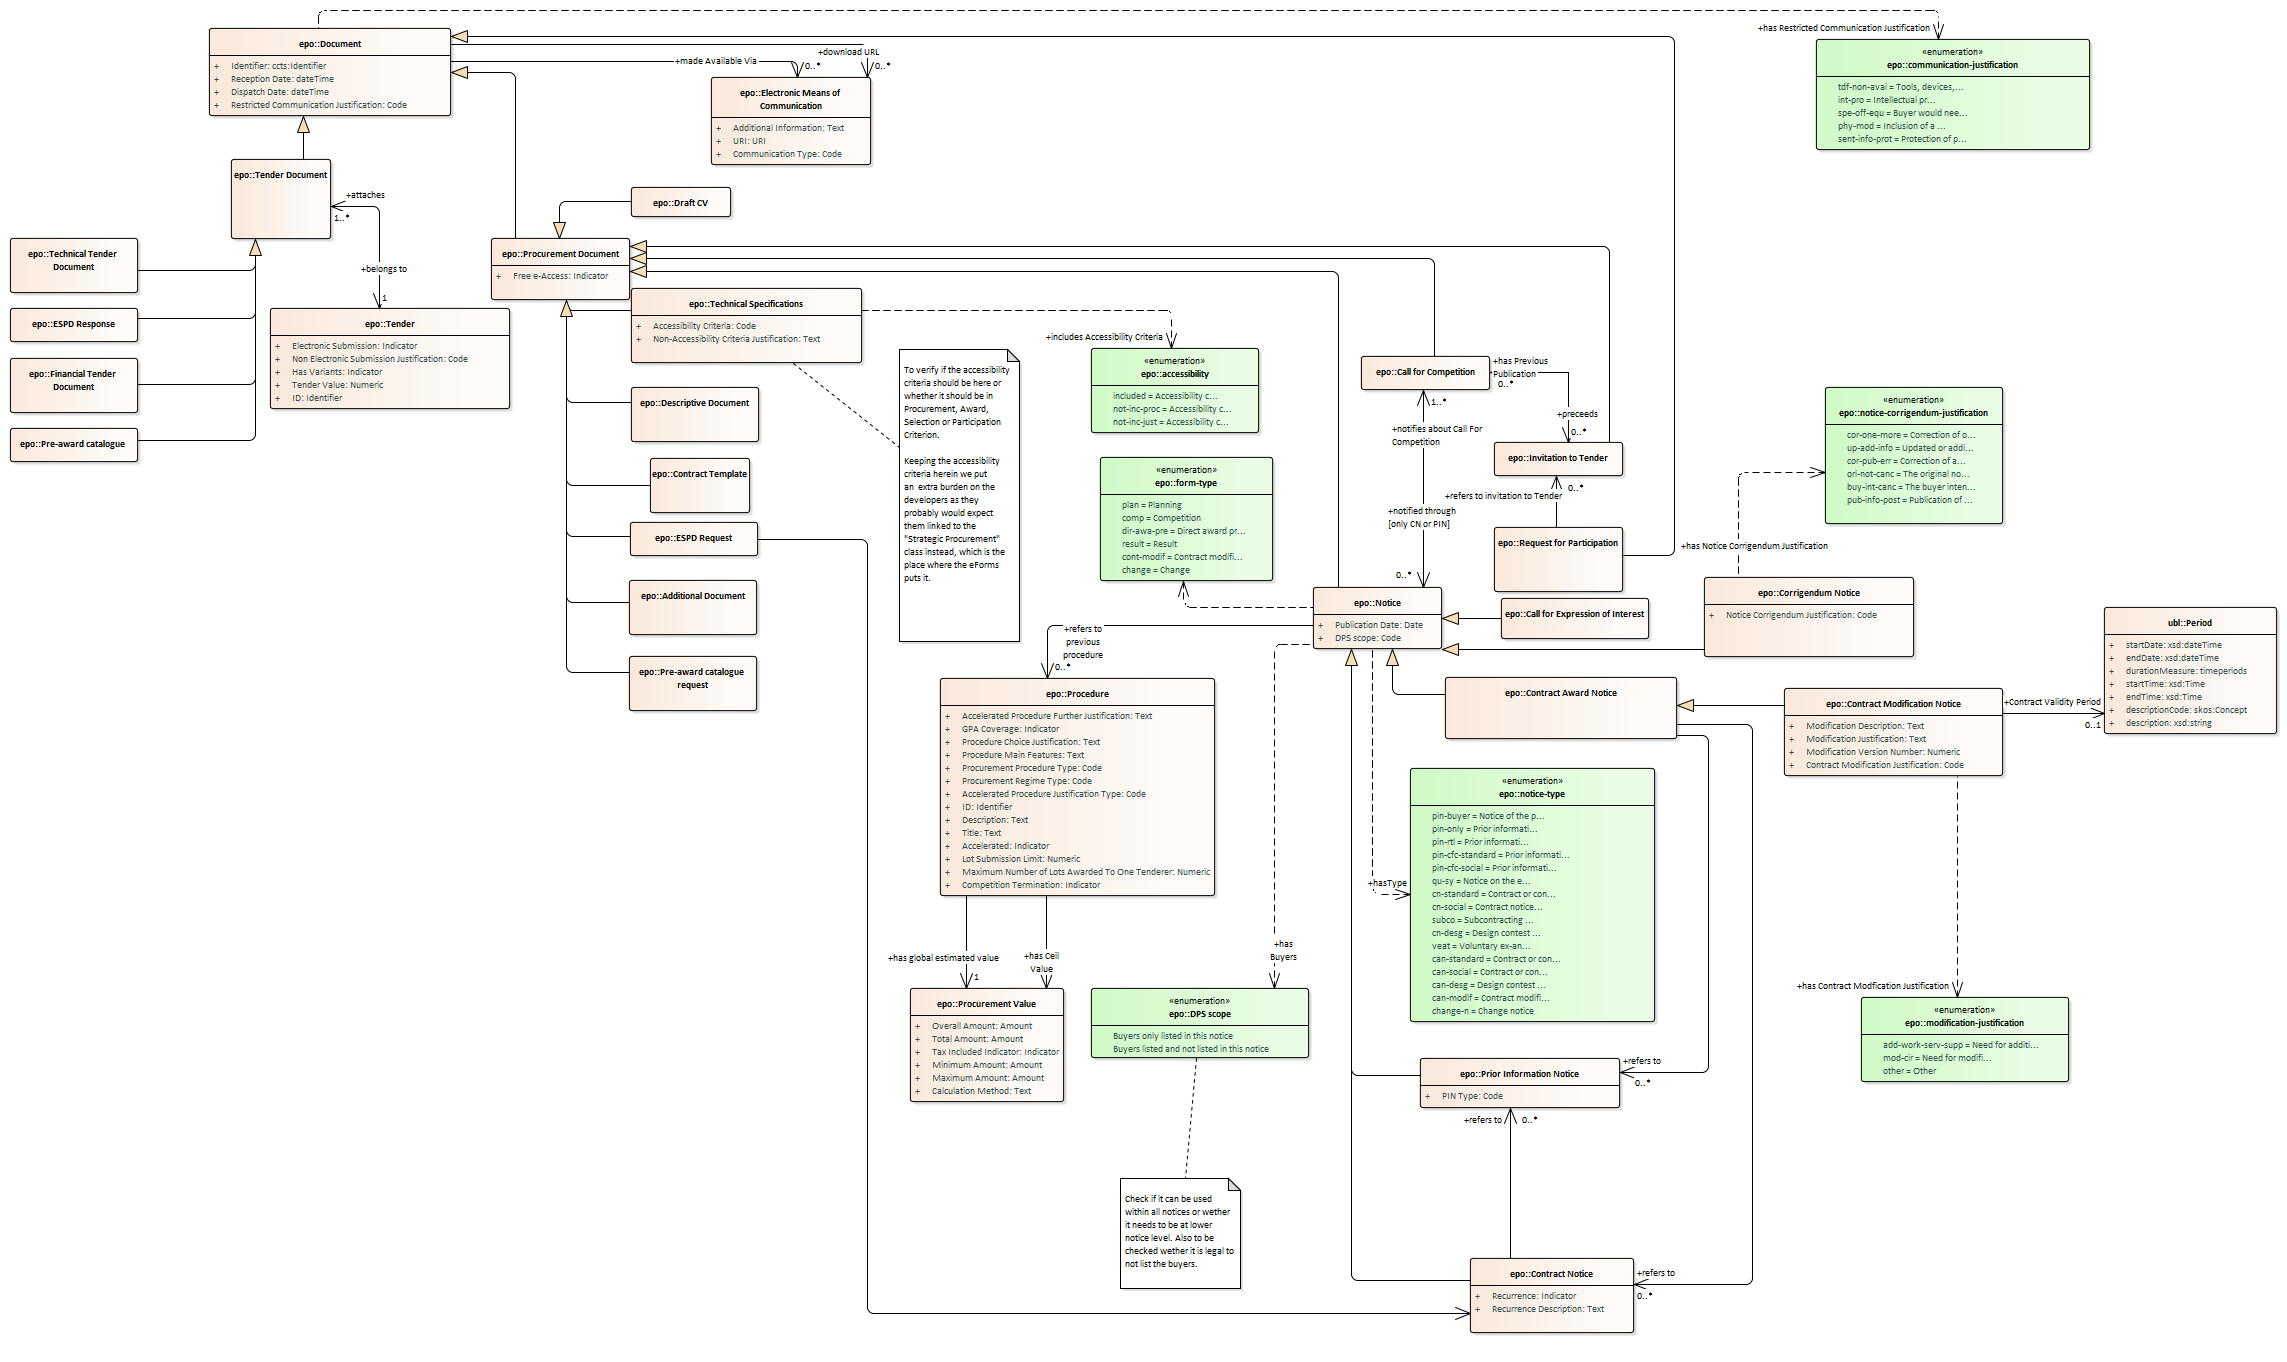 epo::Document
+ Identifier: ccts:Identifier
+ Reception Date: dateTime
+ Dispatch Date: dateTime
+ Restricted Communication Justification: Code
+made Available Via
0..*
+download URL
0..*
epo::Electronic Means of
Communication
+ Additional Information: Text
+ URI: URI
+ Communication Type: Code
+has Restricted Communication Justification
«enumeration»
epo::communication-justification
tdf-non-avai = Tools, devices,...
int-pro = Intellectual pr...
spe-off-equ = Buyer would nee...
phy-mod = Inclusion of a ...
sent-info-prot = Protection of p...
epo::Tender Document
+attaches
1..*
+belongs to
1
epo::Technical Tender
Document
epo::ESPD Response
epo::Financial Tender
Document
epo::Pre-award catalogue
epo::Tender
+ Electronic Submission: Indicator
+ Non Electronic Submission Justification: Code
+ Has Variants: Indicator
+ Tender Value: Numeric
+ ID: Identifier
epo::Draft CV
epo::Procurement Document
+ Free e-Access: Indicator
epo::Technical Specifications
+ Accessibility Criteria: Code
+ Non-Accessibility Criteria Justification: Text
epo::Descriptive Document
epo::Contract Template
epo::ESPD Request
epo::Additional Document
epo::Pre-award catalogue
request
To verify if the accessibility
criteria should be here or
whether it should be in
Procurement, Award,
Selection or Participation
Criterion.
Keeping the accessibility
criteria herein we put
an extra burden on the
developers as they
probably would expect
them linked to the
"Strategic Procurement"
class instead, which is the
place where the eForms
puts it.
+includes Accessibility Criteria
«enumeration»
epo::accessibility
included = Accessibility c...
not-inc-proc = Accessibility c...
not-inc-just = Accessibility c...
«enumeration»
epo::form-type
plan = Planning
comp = Competition
dir-awa-pre = Direct award pr...
result = Result
cont-modif = Contract modifi...
change = Change
epo::Call for Competition
+has Previous
Publication
0..*
+preceeds
0..*
1..*
+notifies about Call For
Competition
+notified through
[only CN or PIN]
0..*
epo::Invitation to Tender
+refers to invitation to Tender
0..*
epo::Request for Participation
epo::Notice
+ Publication Date: Date
+ DPS scope: Code
epo::Call for Expression of Interest
«enumeration»
epo::notice-corrigendum-justification
cor-one-more = Correction of o...
up-add-info = Updated or addi...
cor-pub-err = Correction of a...
ori-not-canc = The original no...
buy-int-canc = The buyer inten...
pub-info-post = Publication of ...
+has Notice Corrigendum Justification
epo::Corrigendum Notice
+ Notice Corrigendum Justification: Code
ubl::Period
+ startDate: xsd:dateTime
+ endDate: xsd:dateTime
+ durationMeasure: timeperiods
+ startTime: xsd:Time
+ endTime: xsd:Time
+ descriptionCode: skos:Concept
+ description: xsd:string
+refers to
previous
procedure
0..*
epo::Procedure
+ Accelerated Procedure Further Justification: Text
+ GPA Coverage: Indicator
+ Procedure Choice Justification: Text
+ Procedure Main Features: Text
+ Procurement Procedure Type: Code
+ Procurement Regime Type: Code
+ Accelerated Procedure Justification Type: Code
+ ID: Identifier
+ Description: Text
+ Title: Text
+ Accelerated: Indicator
+ Lot Submission Limit: Numeric
+ Maximum Number of Lots Awarded To One Tenderer: Numeric
+ Competition Termination: Indicator
+has global estimated value
1
+has Ceil
Value
epo::Procurement Value
+ Overall Amount: Amount
+ Total Amount: Amount
+ Tax Included Indicator: Indicator
+ Minimum Amount: Amount
+ Maximum Amount: Amount
+ Calculation Method: Text
+has
Buyers
«enumeration»
epo::DPS scope
Buyers only listed in this notice
Buyers listed and not listed in this notice
Check if it can be used
within all notices or wether
it needs to be at lower
notice level. Also to be
checked wether it is legal to
not list the buyers.
epo::Contract Award Notice
epo::Contract Modification Notice
+ Modification Description: Text
+ Modification Justification: Text
+ Modification Version Number: Numeric
+ Contract Modification Justification: Code
+Contract Validity Period
0..1
+hasType
«enumeration»
epo::notice-type
pin-buyer = Notice of the p...
pin-only = Prior informati...
pin-rtl = Prior informati...
pin-cfc-standard = Prior informati...
pin-cfc-social = Prior informati...
qu-sy = Notice on the e...
cn-standard = Contract or con...
cn-social = Contract notice...
subco = Subcontracting ...
cn-desg = Design contest ...
veat = Voluntary ex-an...
can-standard = Contract or con...
can-social = Contract or con...
can-desg = Design contest ...
can-modif = Contract modifi...
change-n = Change notice
+has Contract Modfication Justification
«enumeration»
epo::modification-justification
add-work-serv-supp = Need for additi...
mod-cir = Need for modifi...
other = Other
epo::Prior Information Notice
+ PIN Type: Code
+refers to
0..*
+refers to
0..*
epo::Contract Notice
+ Recurrence: Indicator
+ Recurrence Description: Text
+refers to
0..*